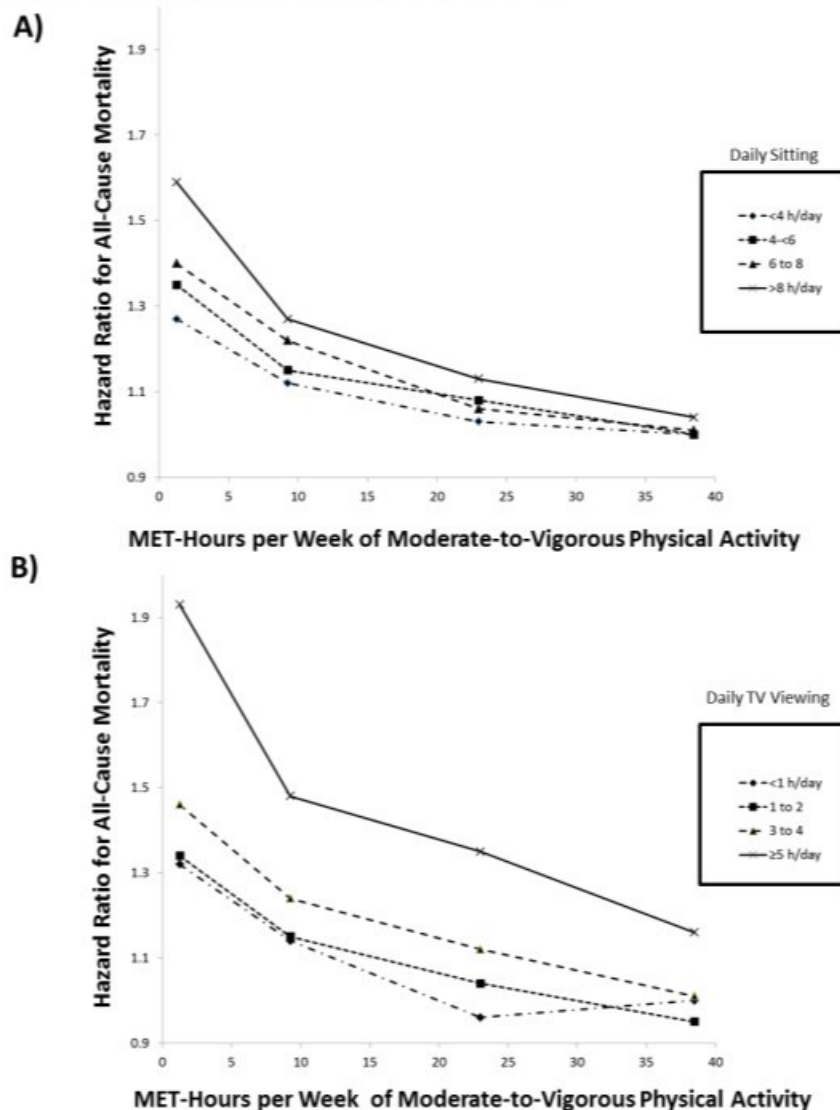 A)
Hazard Ratio for All-Cause Mortality
1.9
1.7
1.5
1.3
1.1
0.9
0 5 10 15 20 25 30 35 40
MET-Hours per Week of Moderate-to-Vigorous Physical Activity
Daily Sitting
<4 h/day
4-<6
6 to 8
>8 h/day
B)
Hazard Ratio for All-Cause Mortality
1.9
1.7
1.5
1.3
1.1
0.9
0 5 10 15 20 25 30 35 40
MET-Hours per Week of Moderate-to-Vigorous Physical Activity
Daily TV Viewing
<1 h/day
1 to 2
3 to 4
≥5 h/day